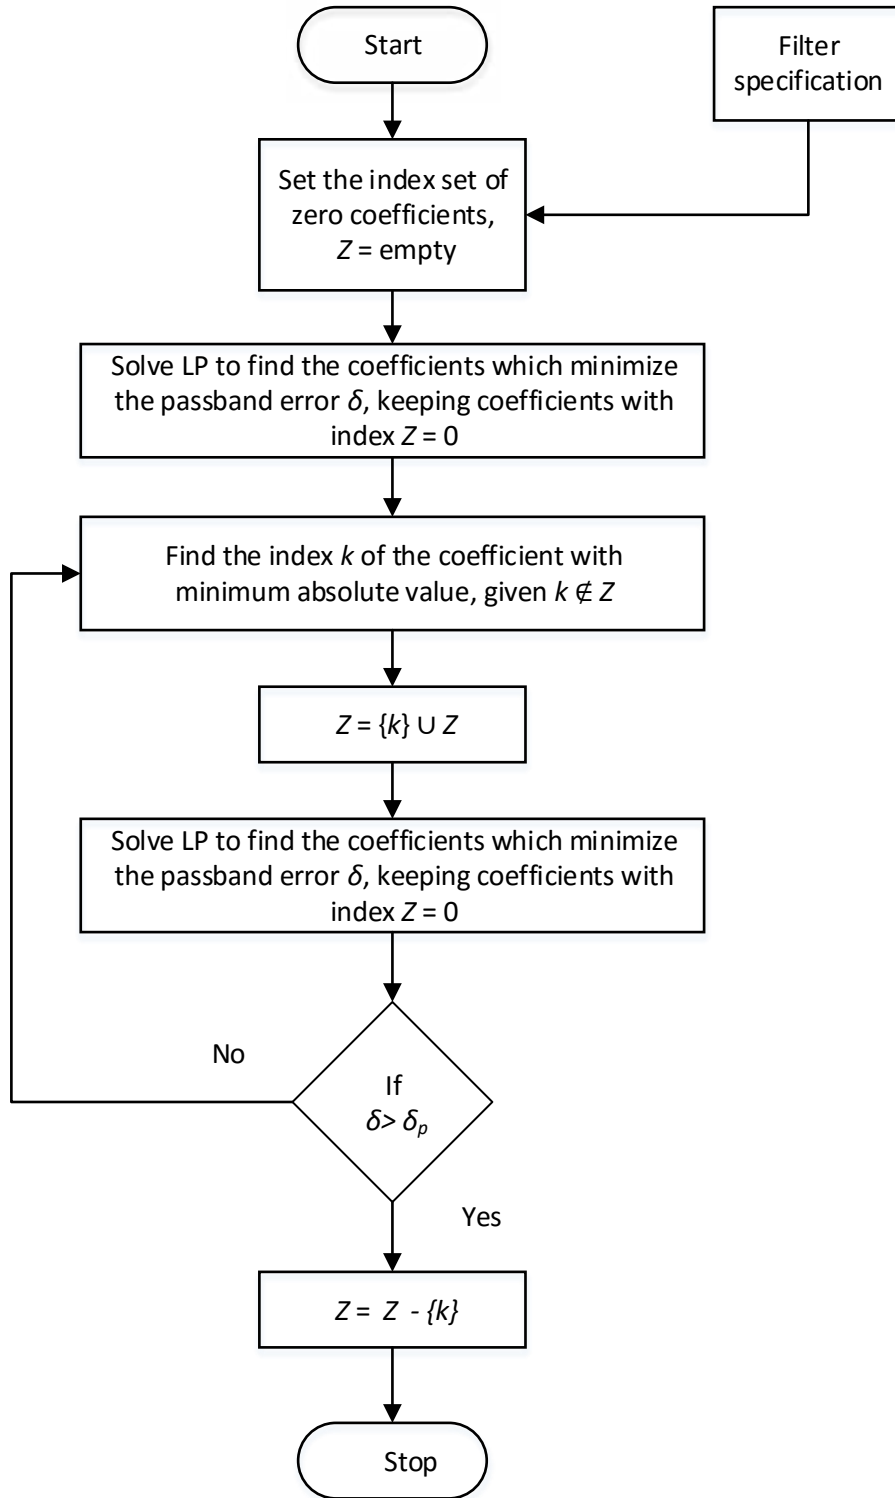 Start
Filter
specification
Set the index set of
zero coefficients,
Z = empty
Solve LP to find the coefficients which minimize
the passband error δ, keeping coefficients with
index Z = 0
Find the index k of the coefficient with
minimum absolute value, given k ∉ Z
Z = {k} ∪ Z
Solve LP to find the coefficients which minimize
the passband error δ, keeping coefficients with
index Z = 0
No
If
δ> δp
Yes
Z = Z - {k}
Stop